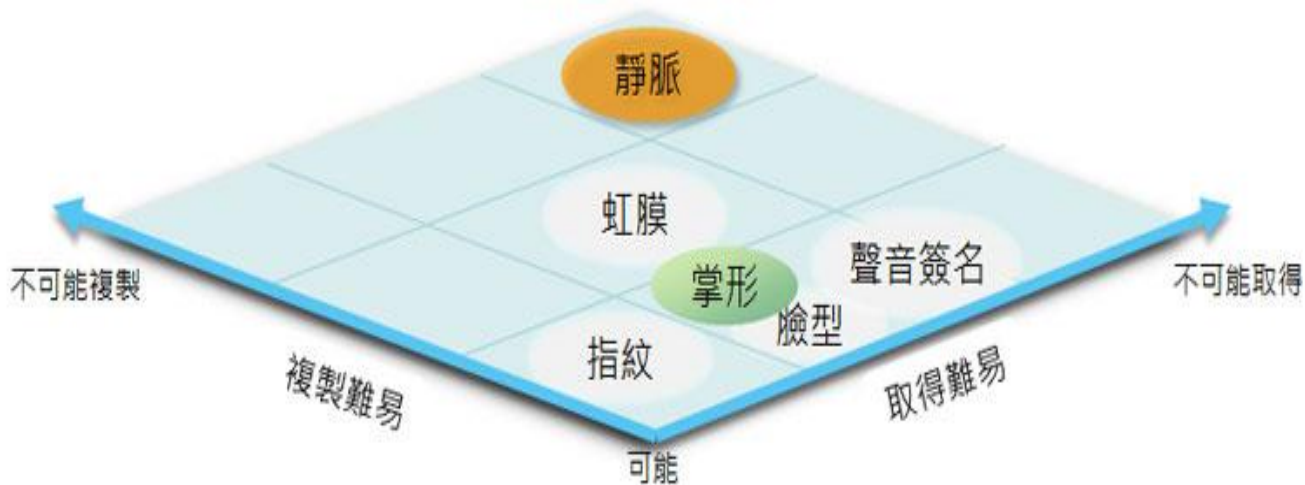 靜脈
虹膜
聲音簽名
掌形
臉型
指紋
不可能複製
不可能取得
複製難易
取得難易
可能